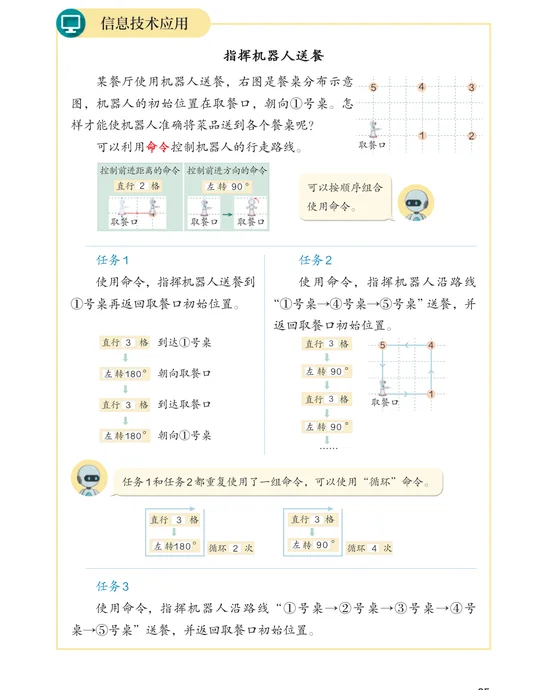 信息技术应用
指挥机器人送餐
某餐厅使用机器人送餐，右图是餐桌分布示意
图，机器人的初始位置在取餐口，朝向①号桌。怎
样才能使机器人准确将菜品送到各个餐桌呢？
可以利用命令控制机器人的行走路线。
5 4 3
1 2
取餐口
控制前进距离的命令
直行 2 格
取餐口
控制前进方向的命令
左转 90°
取餐口 取餐口
可以按顺序组合
使用命令。
任务1
使用命令，指挥机器人送餐到
①号桌再返回取餐口初始位置。
直行 3 格 到达①号桌
左转180° 朝向取餐口
直行 3 格 到达取餐口
左转180° 朝向①号桌
任务2
使用命令，指挥机器人沿路线
“①号桌→④号桌→⑤号桌”送餐，并
返回取餐口初始位置。
直行 3 格
左转 90°
直行 3 格
左转 90°
……
5 4
1
取餐口
任务1和任务2都重复使用了一组命令，可以使用“循环”命令。
直行 3 格
左转180° 循环 2 次
直行 3 格
左转 90° 循环 4 次
任务3
使用命令，指挥机器人沿路线“①号桌→②号桌→③号桌→④号
桌→⑤号桌”送餐，并返回取餐口初始位置。